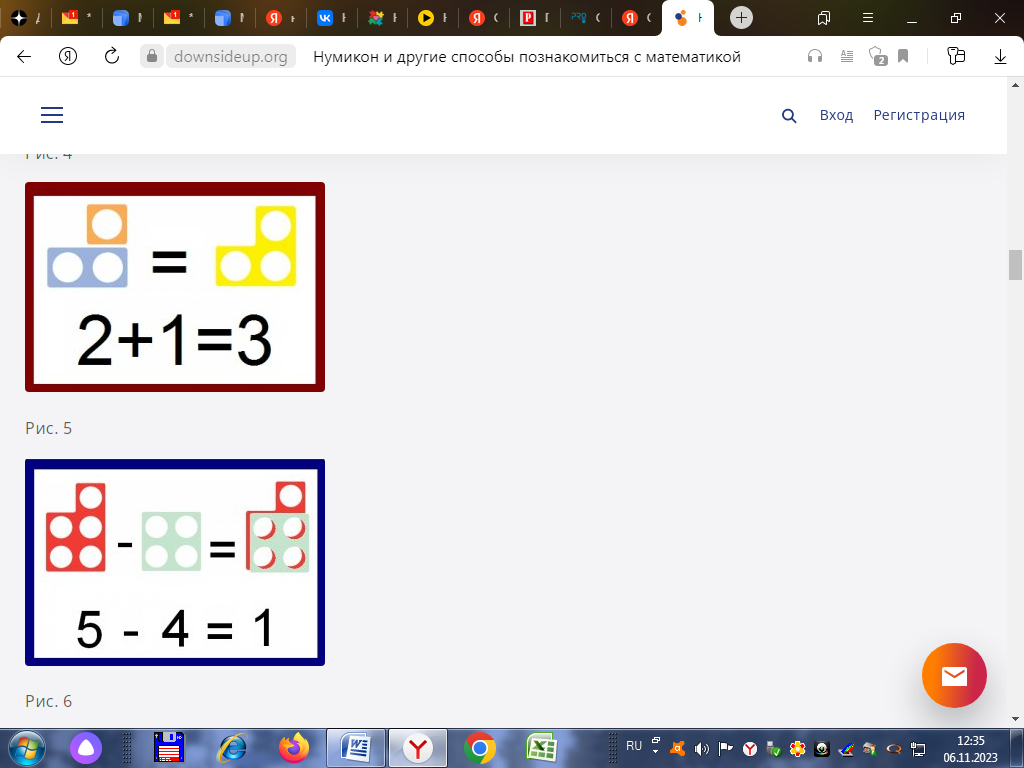 downsideup.org Нумикон и другие способы познакомиться с математикой
2
Вход Регистрация
Рис. 4
=
2+1=3
Рис. 5
- =
5 - 4 = 1
Рис. 6
RU
12:35
06.11.2023